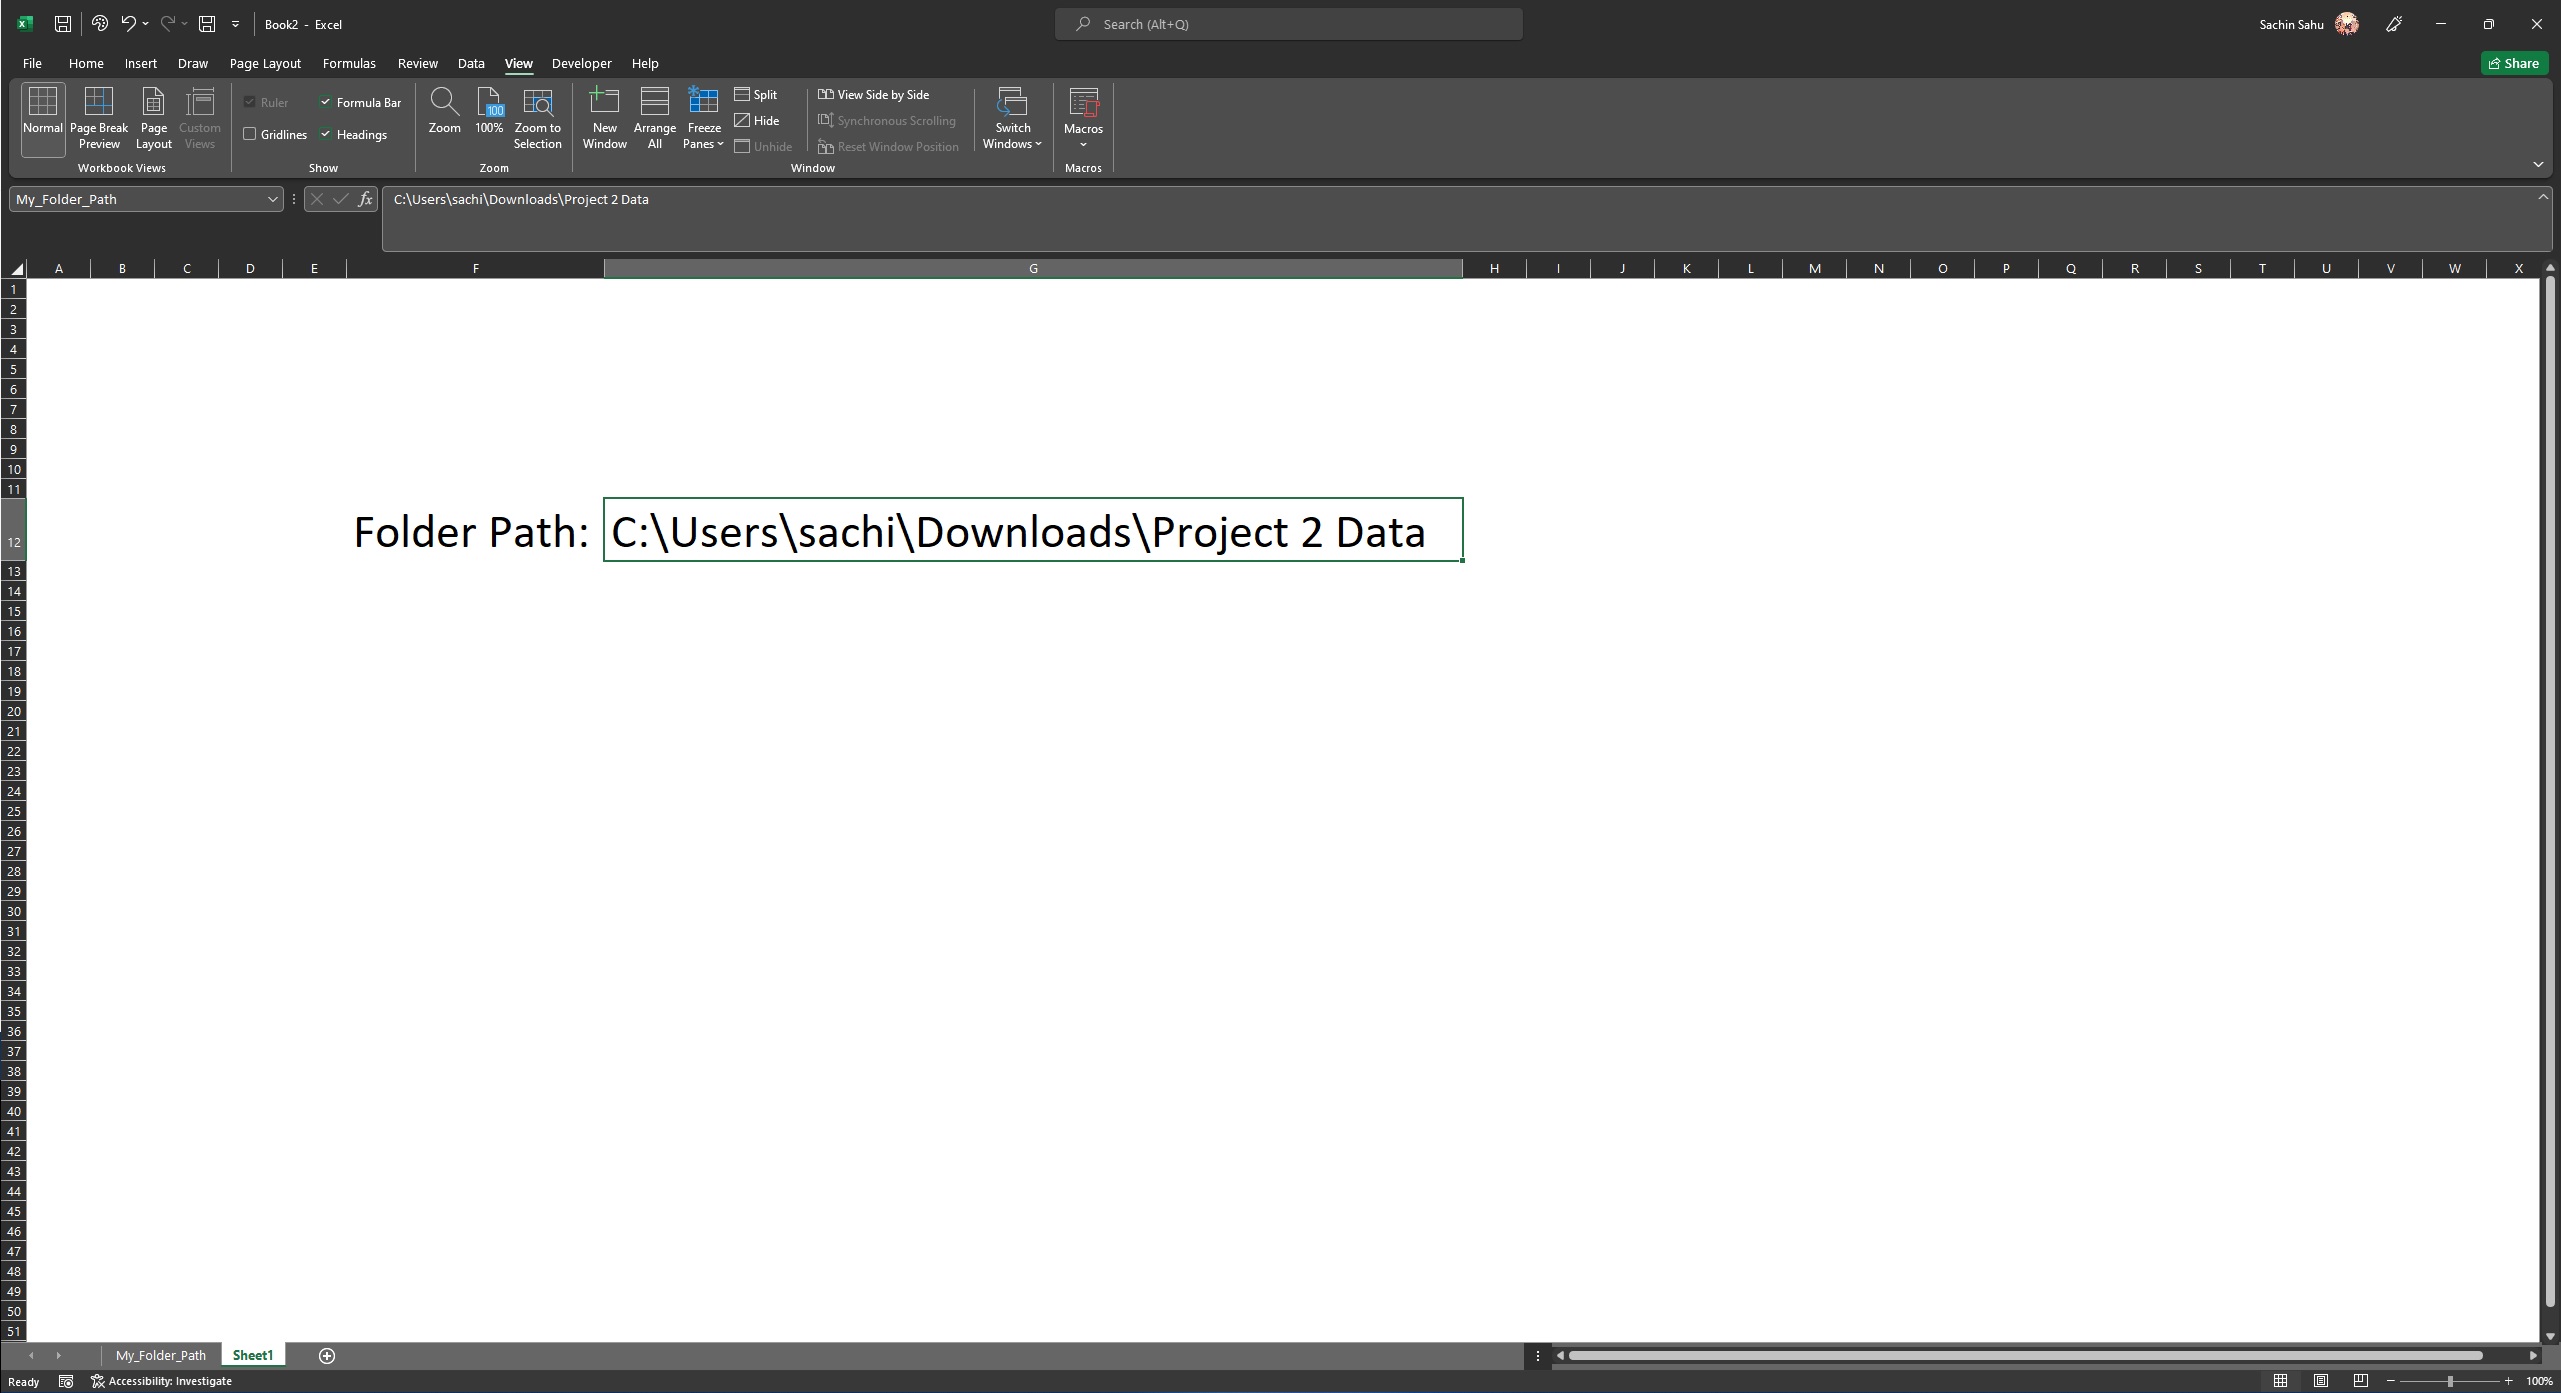 Book2 - Excel
Search (Alt+Q)
Sachin Sahu
File Home Insert Draw Page Layout Formulas Review Data View Developer Help
Share
Normal
Page Break Preview
Page Layout
Custom Views
Workbook Views
Ruler
Formula Bar
Gridlines
Headings
Show
Zoom
100
100%
Zoom to Selection
Zoom
New Window
Arrange All
Freeze Panes
Split
Hide
Unhide
View Side by Side
Synchronous Scrolling
Reset Window Position
Window
Switch Windows
Macros
Macros
My_Folder_Path
fx
C:\Users\sachi\Downloads\Project 2 Data
A B C D E F G H I J K L M N O P Q R S T U V W X
1
2
3
4
5
6
7
8
9
10
11
12 Folder Path: C:\Users\sachi\Downloads\Project 2 Data
13
14
15
16
17
18
19
20
21
22
23
24
25
26
27
28
29
30
31
32
33
34
35
36
37
38
39
40
41
42
43
44
45
46
47
48
49
50
51
My_Folder_Path Sheet1
Ready Accessibility: Investigate 100%